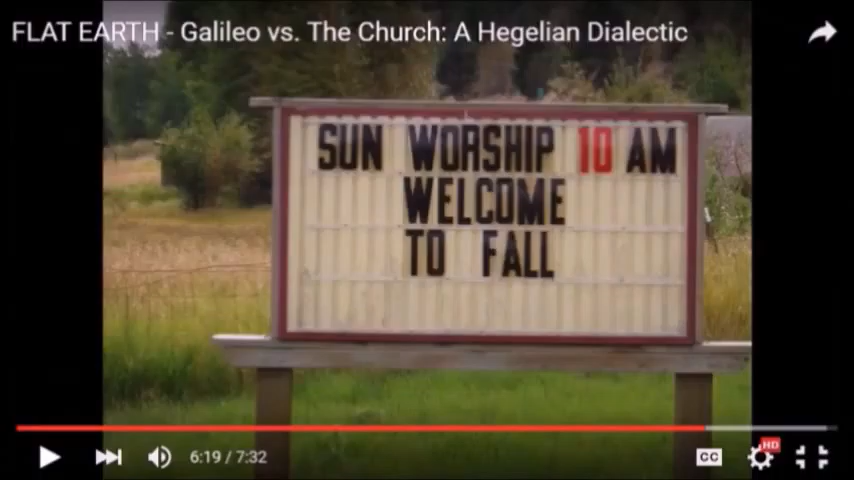 FLAT EARTH - Galileo vs. The Church: A Hegelian Dialectic
SUN WORSHIP 10 AM
WELCOME
TO FALL
6:19 / 7:32
CC
HD